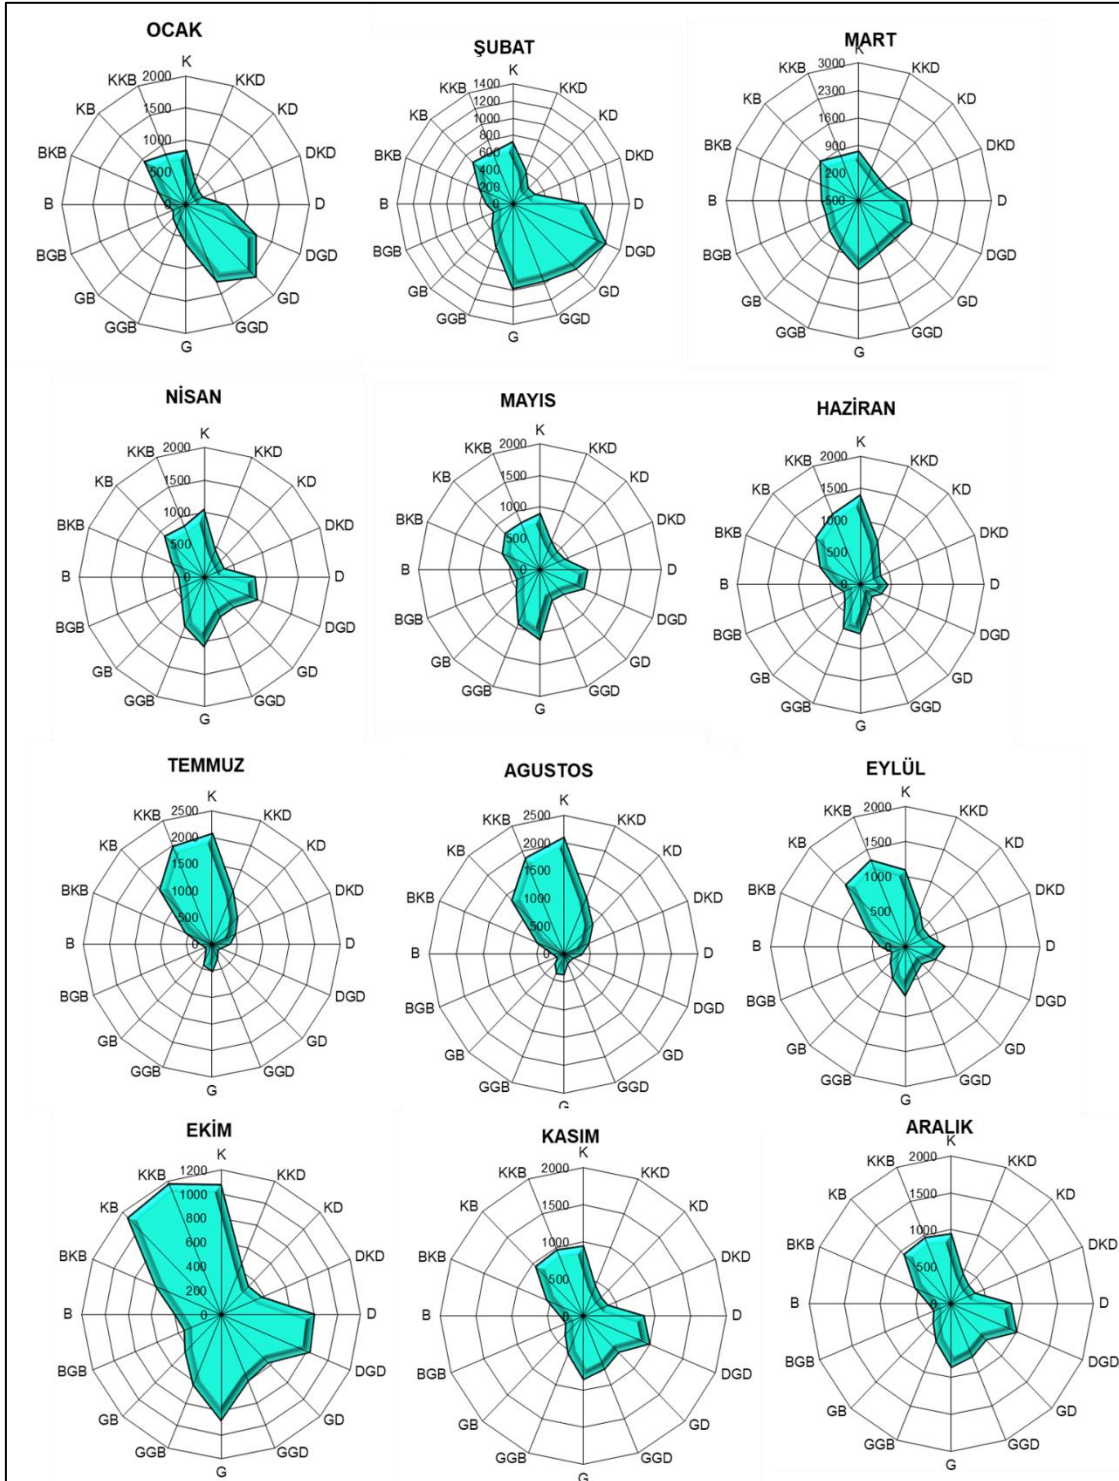 OCAK
K
KKD
KD
DKD
D
DGD
GD
GGD
G
GGB
GB
BGB
B
BKB
KB
KKB
2000
1500
1000
500
0
ŞUBAT
K
KKD
KD
DKD
D
DGD
GD
GGD
G
GGB
GB
BGB
B
BKB
KB
KKB
1400
1200
1000
800
600
400
200
0
MART
K
KKD
KD
DKD
D
DGD
GD
GGD
G
GGB
GB
BGB
B
BKB
KB
KKB
3000
2300
1600
900
200
500
NİSAN
K
KKD
KD
DKD
D
DGD
GD
GGD
G
GGB
GB
BGB
B
BKB
KB
KKB
2000
1500
1000
500
0
MAYIS
K
KKD
KD
DKD
D
DGD
GD
GGD
G
GGB
GB
BGB
B
BKB
KB
KKB
2000
1500
1000
500
0
HAZİRAN
K
KKD
KD
DKD
D
DGD
GD
GGD
G
GGB
GB
BGB
B
BKB
KB
KKB
2000
1500
1000
500
0
TEMMUZ
K
KKD
KD
DKD
D
DGD
GD
GGD
G
GGB
GB
BGB
B
BKB
KB
KKB
2500
2000
1500
1000
500
0
AGUSTOS
K
KKD
KD
DKD
D
DGD
GD
GGD
G
GGB
GB
BGB
B
BKB
KB
KKB
2500
2000
1500
1000
500
0
EYLÜL
K
KKD
KD
DKD
D
DGD
GD
GGD
G
GGB
GB
BGB
B
BKB
KB
KKB
2000
1500
1000
500
0
EKİM
K
KKD
KD
DKD
D
DGD
GD
GGD
G
GGB
GB
BGB
B
BKB
KB
KKB
1200
1000
800
600
400
200
0
KASIM
K
KKD
KD
DKD
D
DGD
GD
GGD
G
GGB
GB
BGB
B
BKB
KB
KKB
2000
1500
1000
500
0
ARALIK
K
KKD
KD
DKD
D
DGD
GD
GGD
G
GGB
GB
BGB
B
BKB
KB
KKB
2000
1500
1000
500
0